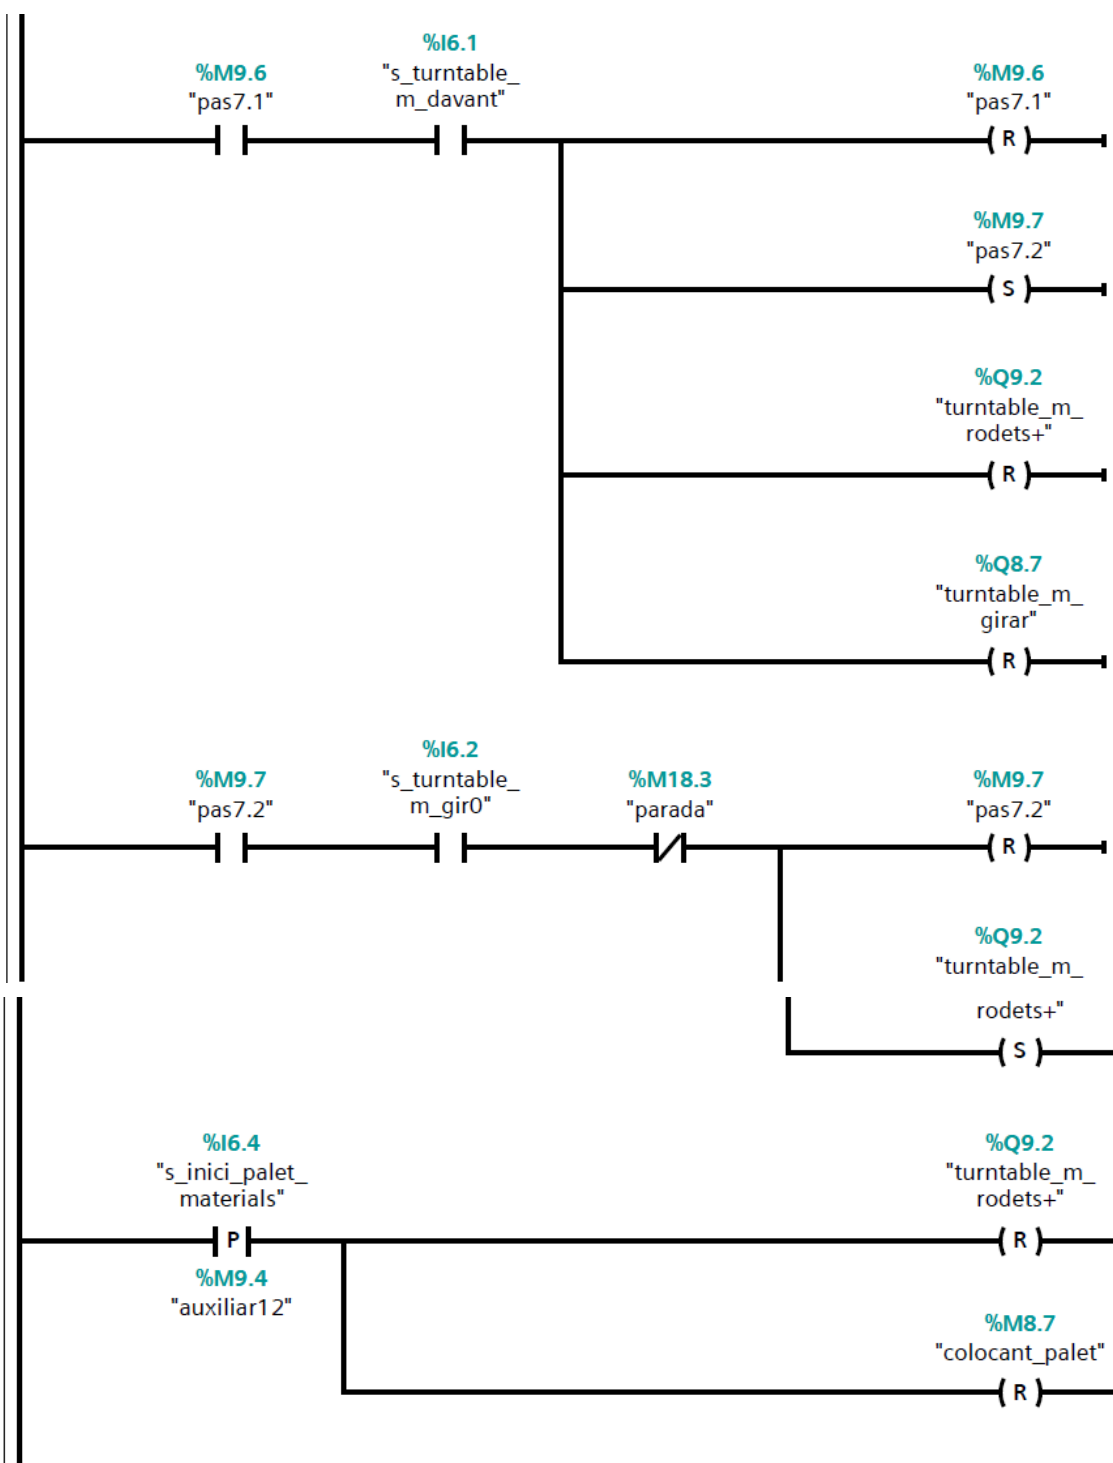 %I6.1
%M9.6
"s_turntable_
%M9.6
"pas7.1"
m_davant"
"pas7.1"
R
%M9.7
"pas7.2"
S
%Q9.2
"turntable_m_
rodets+"
R
%Q8.7
"turntable_m_
girar"
R
%I6.2
%M9.7
"s_turntable_
%M18.3
%M9.7
"pas7.2"
m_gir0"
"parada"
"pas7.2"
R
%Q9.2
"turntable_m_
rodets+"
S
%I6.4
%Q9.2
"s_inici_palet_
"turntable_m_
materials"
rodets+"
P
R
%M9.4
"auxiliar12"
%M8.7
"colocant_palet"
R